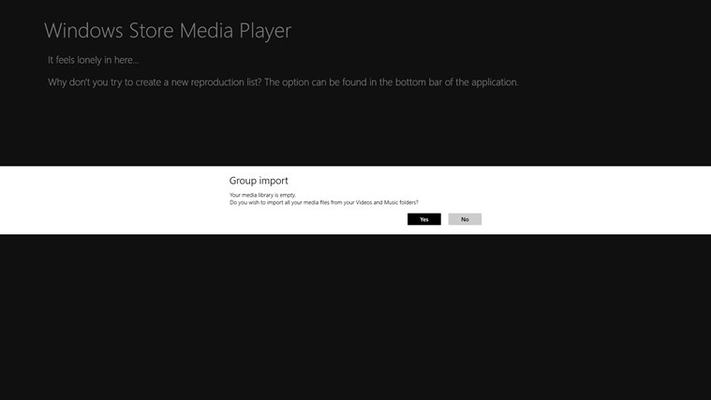 Windows Store Media Player
It feels lonely in here...
Why don't you try to create a new reproduction list? The option can be found in the bottom bar of the application.
Group import
Your media library is empty.
Do you wish to import all your media files from your Videos and Music folders?
Yes No